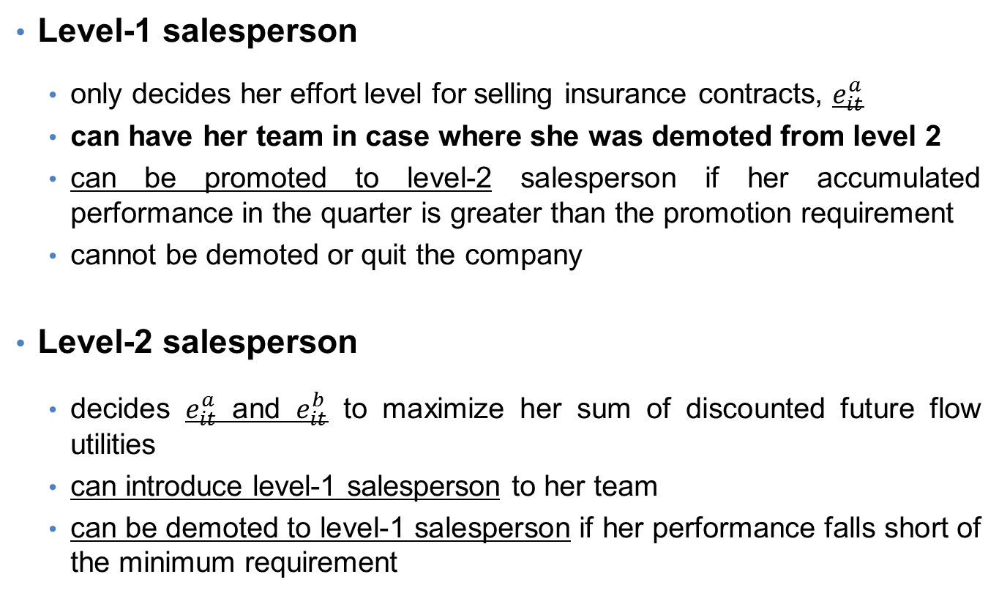 • Level-1 salesperson
• only decides her effort level for selling insurance contracts, $e_{it}^{a}$
• can have her team in case where she was demoted from level 2
• can be promoted to level-2 salesperson if her accumulated
performance in the quarter is greater than the promotion requirement
• cannot be demoted or quit the company
• Level-2 salesperson
• decides $e_{it}^{a}$ and $e_{it}^{b}$ to maximize her sum of discounted future flow
utilities
• can introduce level-1 salesperson to her team
• can be demoted to level-1 salesperson if her performance falls short of
the minimum requirement